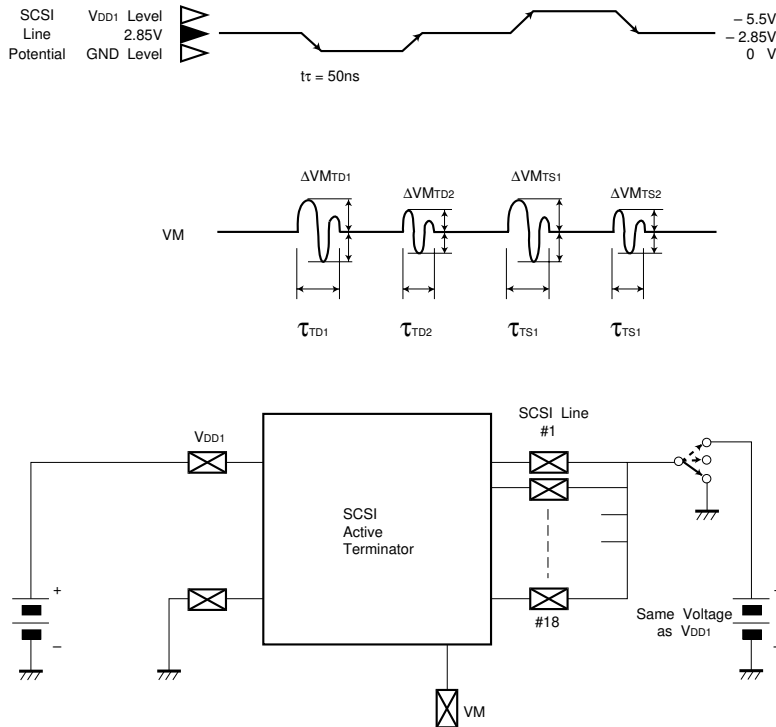 SCSI VDD1 Level – 5.5V
Line 2.85V – 2.85V
Potential GND Level 0 V
tτ = 50ns
ΔVMTD1 ΔVMTD2 ΔVMTS1 ΔVMTS2
VM
τTD1 τTD2 τTS1 τTS1
SCSI Line
#1
VDD1
SCSI
Active
Terminator
+
–
#18
Same Voltage
as VDD1
+
–
VM